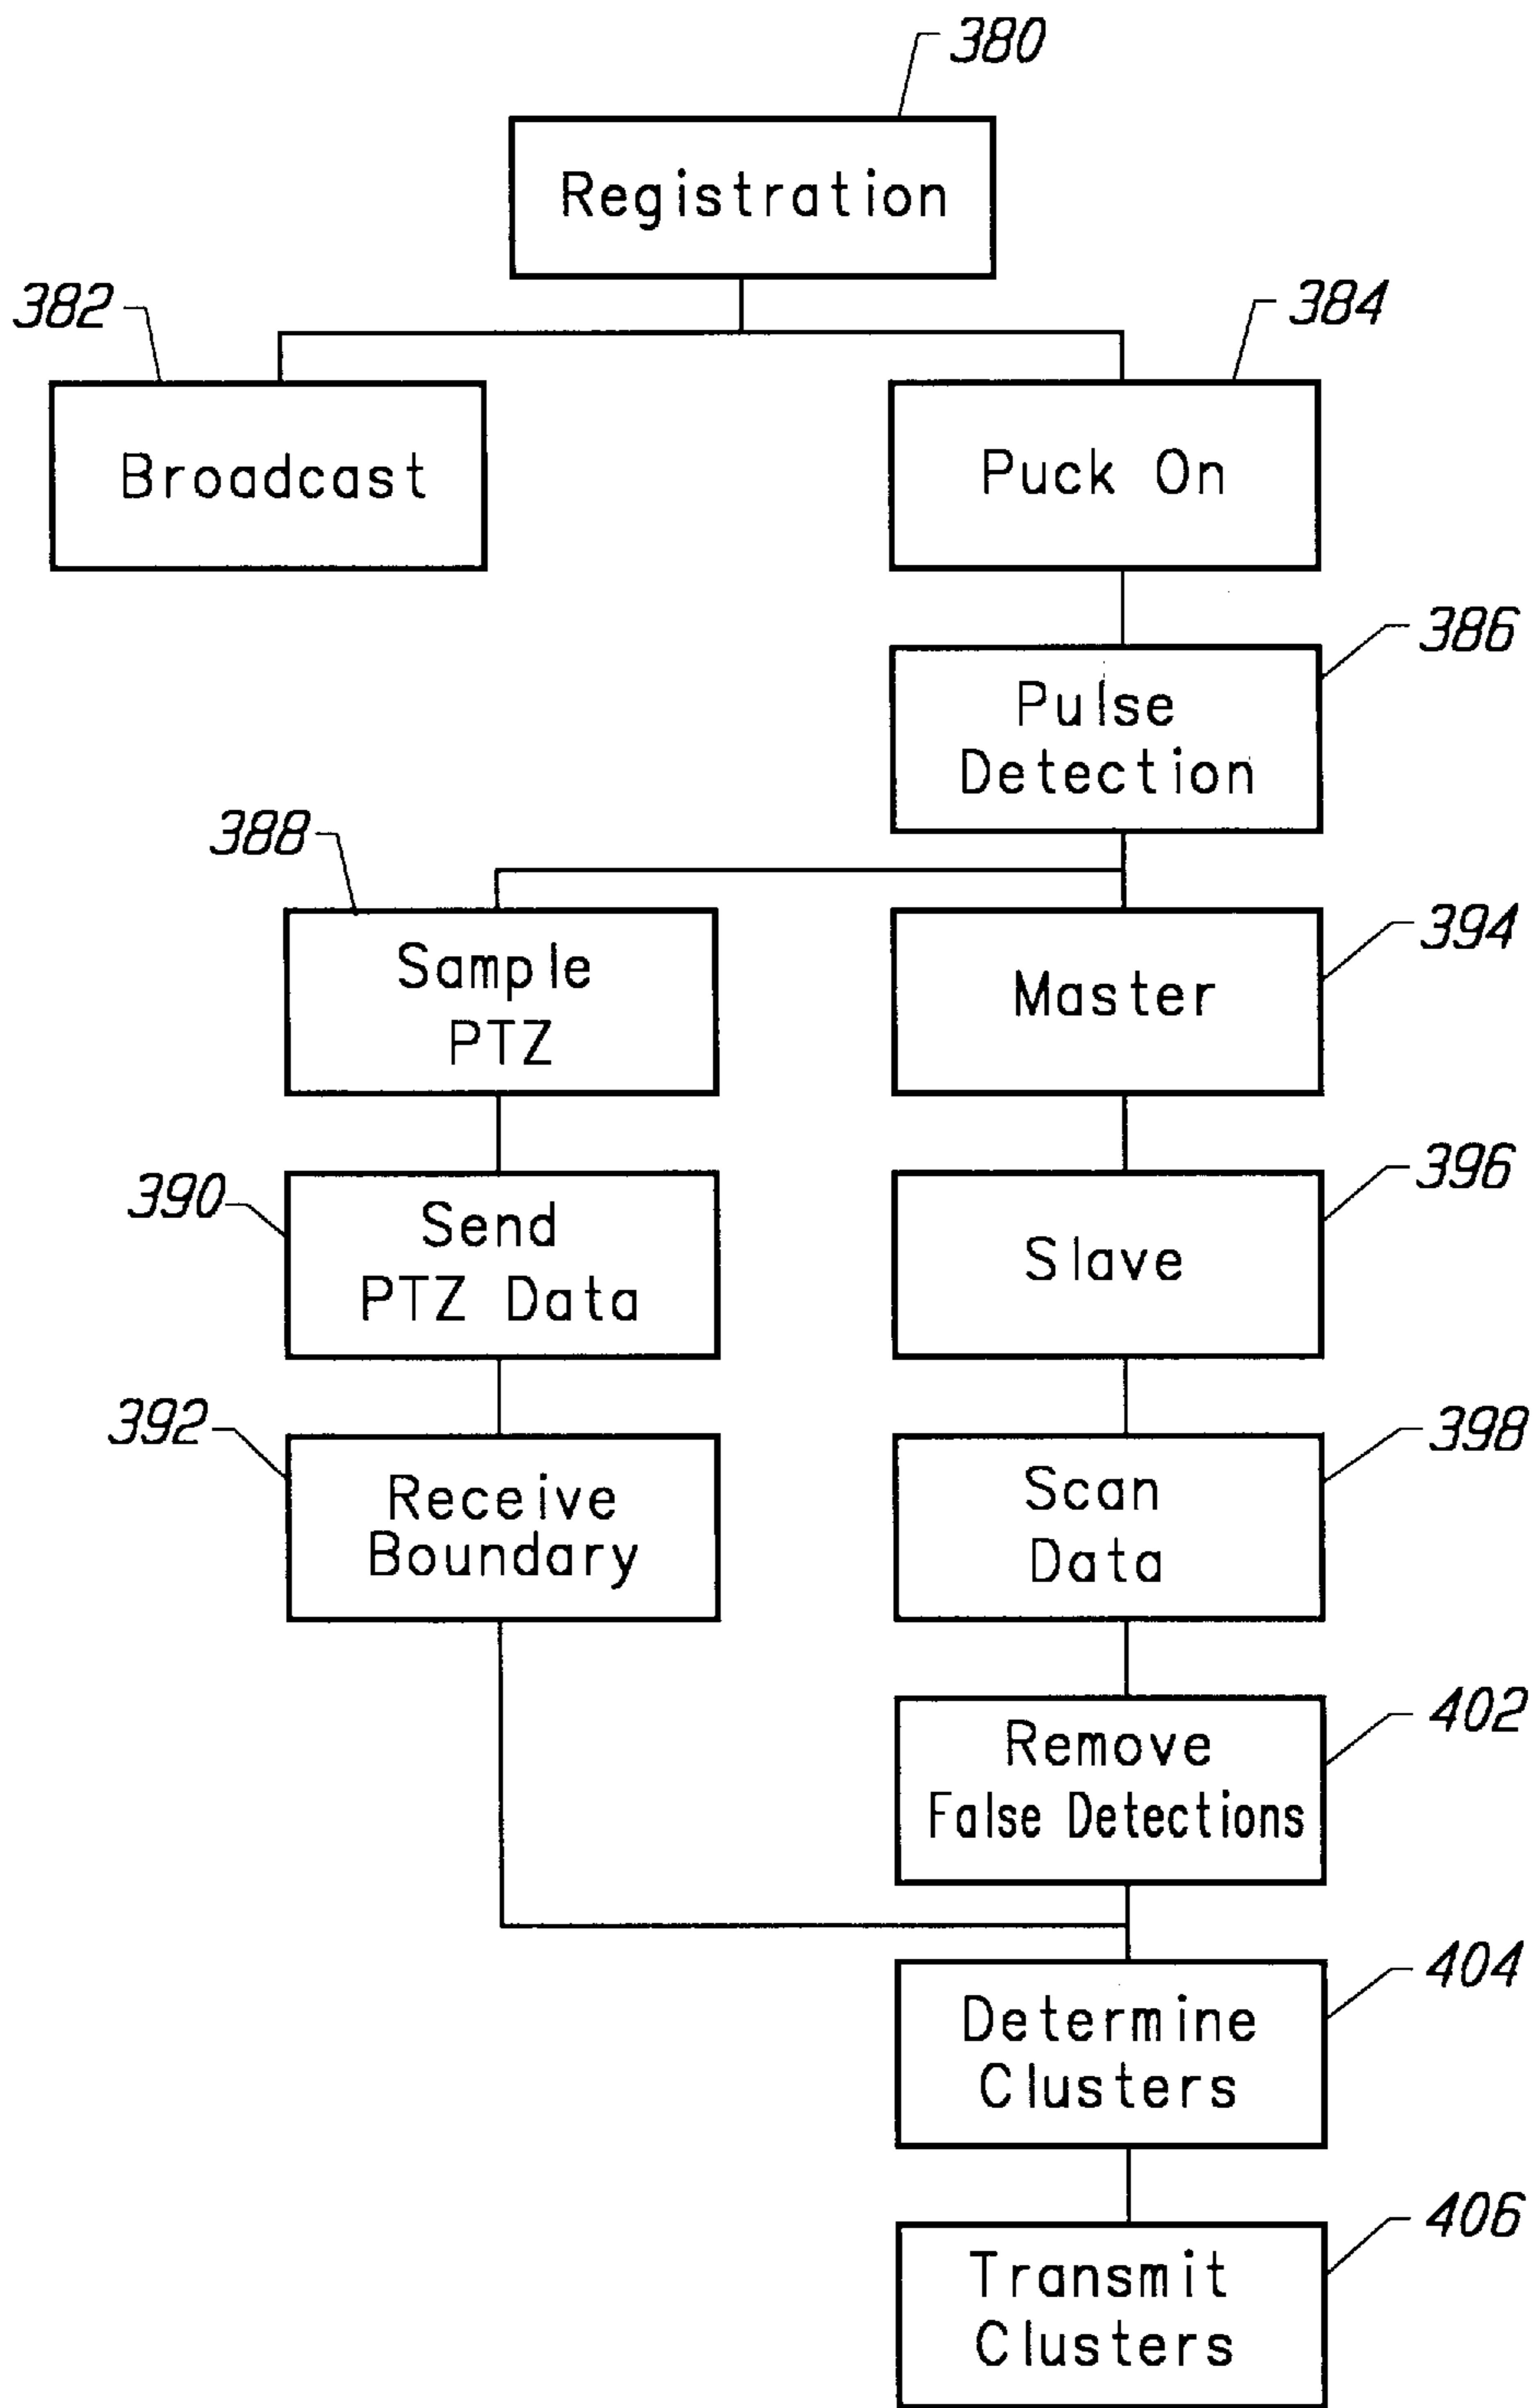 380
Registration
382
384
Broadcast
Puck On
386
Pulse
Detection
388
394
Sample
PTZ
Master
390
396
Send
PTZ Data
Slave
392
398
Receive
Boundary
Scan
Data
402
Remove
False Detections
404
Determine
Clusters
406
Transmit
Clusters